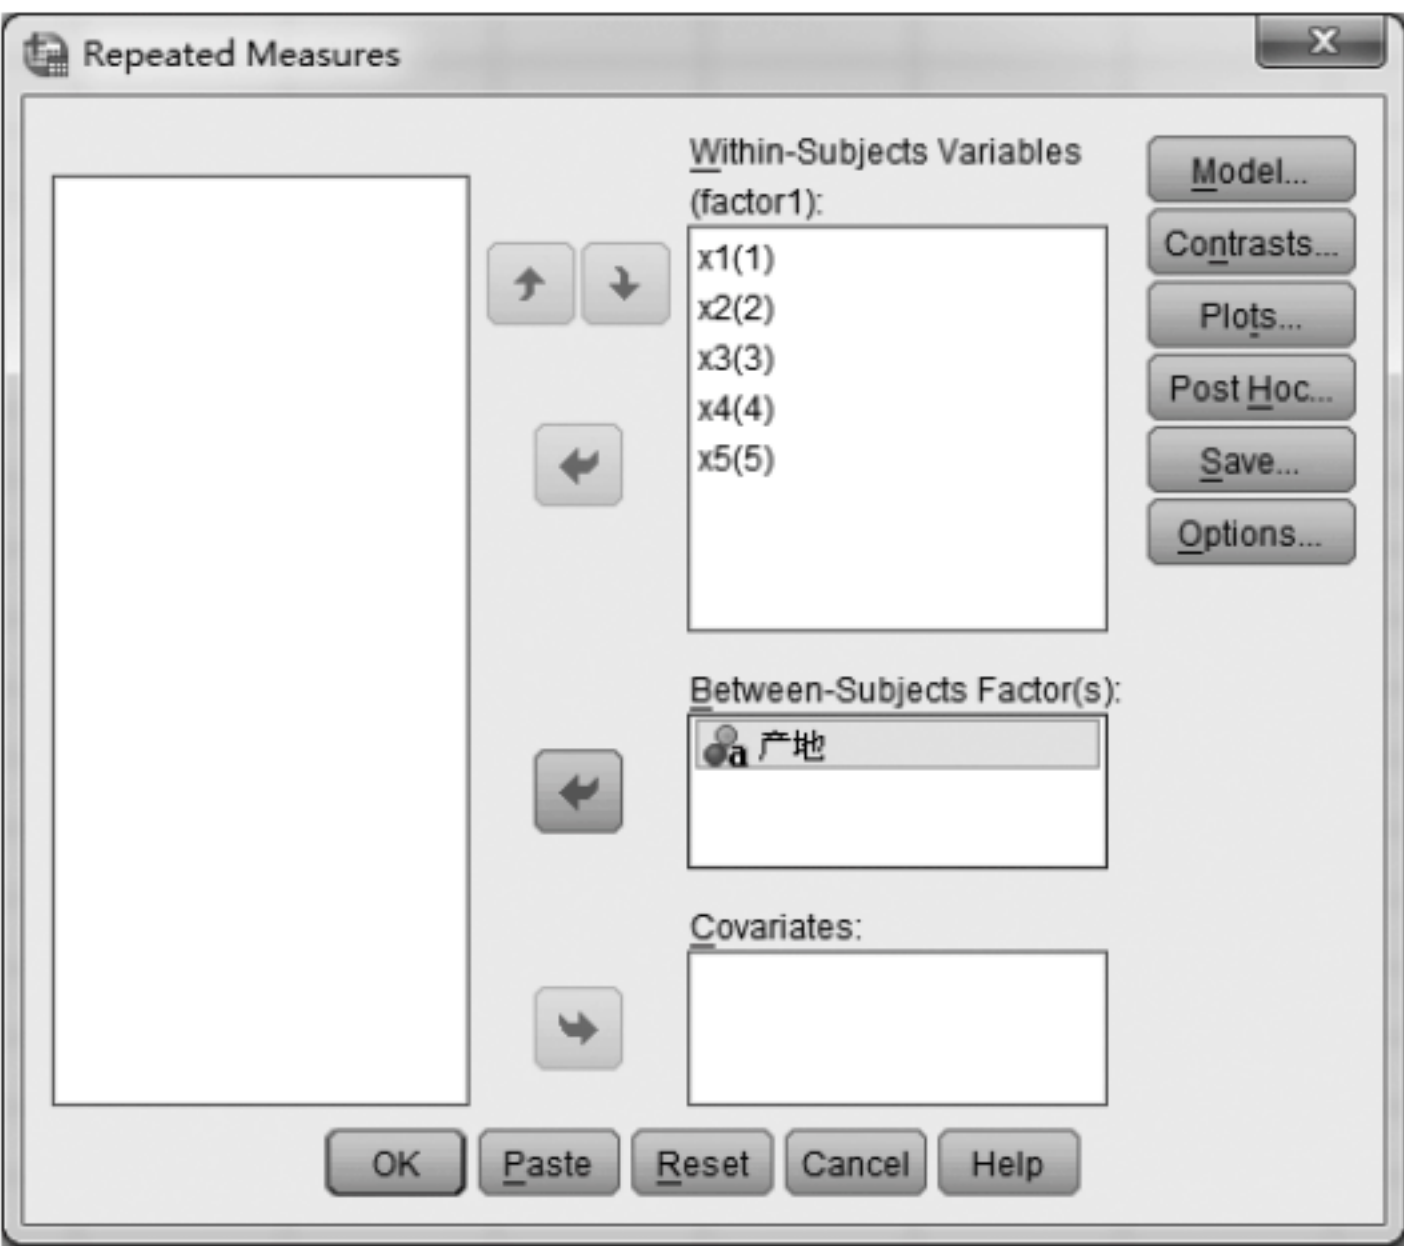 Repeated Measures
Within-Subjects Variables
(factor1):
x1(1)
x2(2)
x3(3)
x4(4)
x5(5)
Model...
Contrasts...
Plots...
Post Hoc...
Save...
Options...
Between-Subjects Factor(s):
a 产地
Covariates:
OK Paste Reset Cancel Help